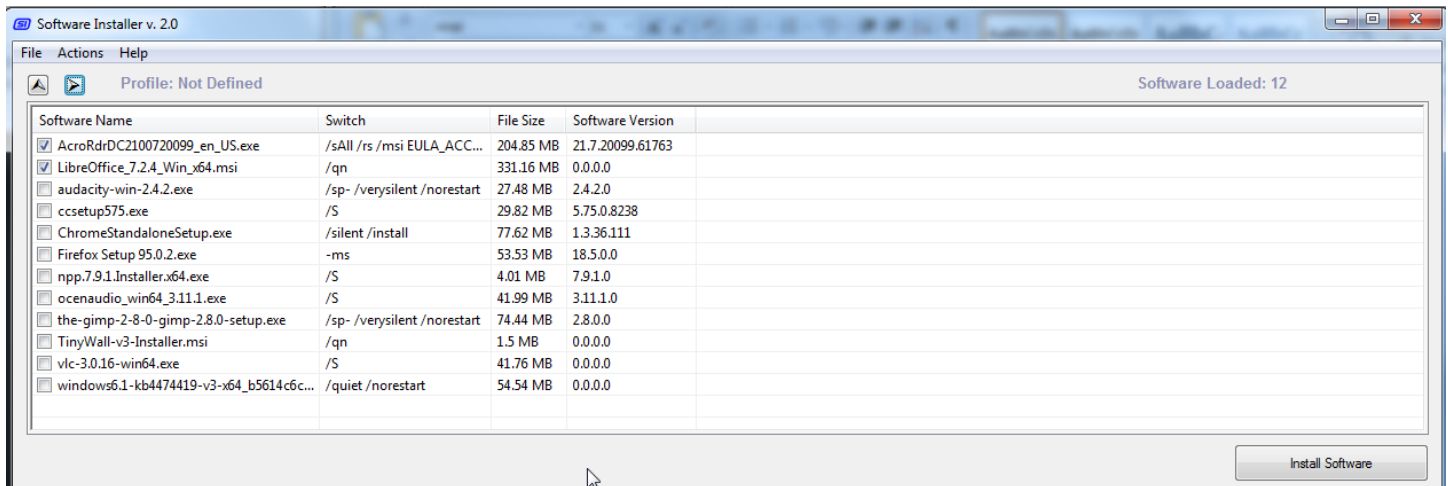 SI Software Installer v. 2.0
File Actions Help
Profile: Not Defined Software Loaded: 12
Software Name Switch File Size Software Version
AcroRdrDC2100720099_en_US.exe /sAll /rs /msi EULA_ACC... 204.85 MB 21.7.20099.61763
LibreOffice_7.2.4_Win_x64.msi /qn 331.16 MB 0.0.0.0
audacity-win-2.4.2.exe /sp- /verysilent /norestart 27.48 MB 2.4.2.0
ccsetup575.exe /S 29.82 MB 5.75.0.8238
ChromeStandaloneSetup.exe /silent /install 77.62 MB 1.3.36.111
Firefox Setup 95.0.2.exe -ms 53.53 MB 18.5.0.0
npp.7.9.1.Installer.x64.exe /S 4.01 MB 7.9.1.0
ocenaudio_win64_3.11.1.exe /S 41.99 MB 3.11.1.0
the-gimp-2-8-0-gimp-2.8.0-setup.exe /sp- /verysilent /norestart 74.44 MB 2.8.0.0
TinyWall-v3-Installer.msi /qn 1.5 MB 0.0.0.0
vlc-3.0.16-win64.exe /S 41.76 MB 0.0.0.0
windows6.1-kb4474419-v3-x64_b5614c6c... /quiet /norestart 54.54 MB 0.0.0.0
Install Software